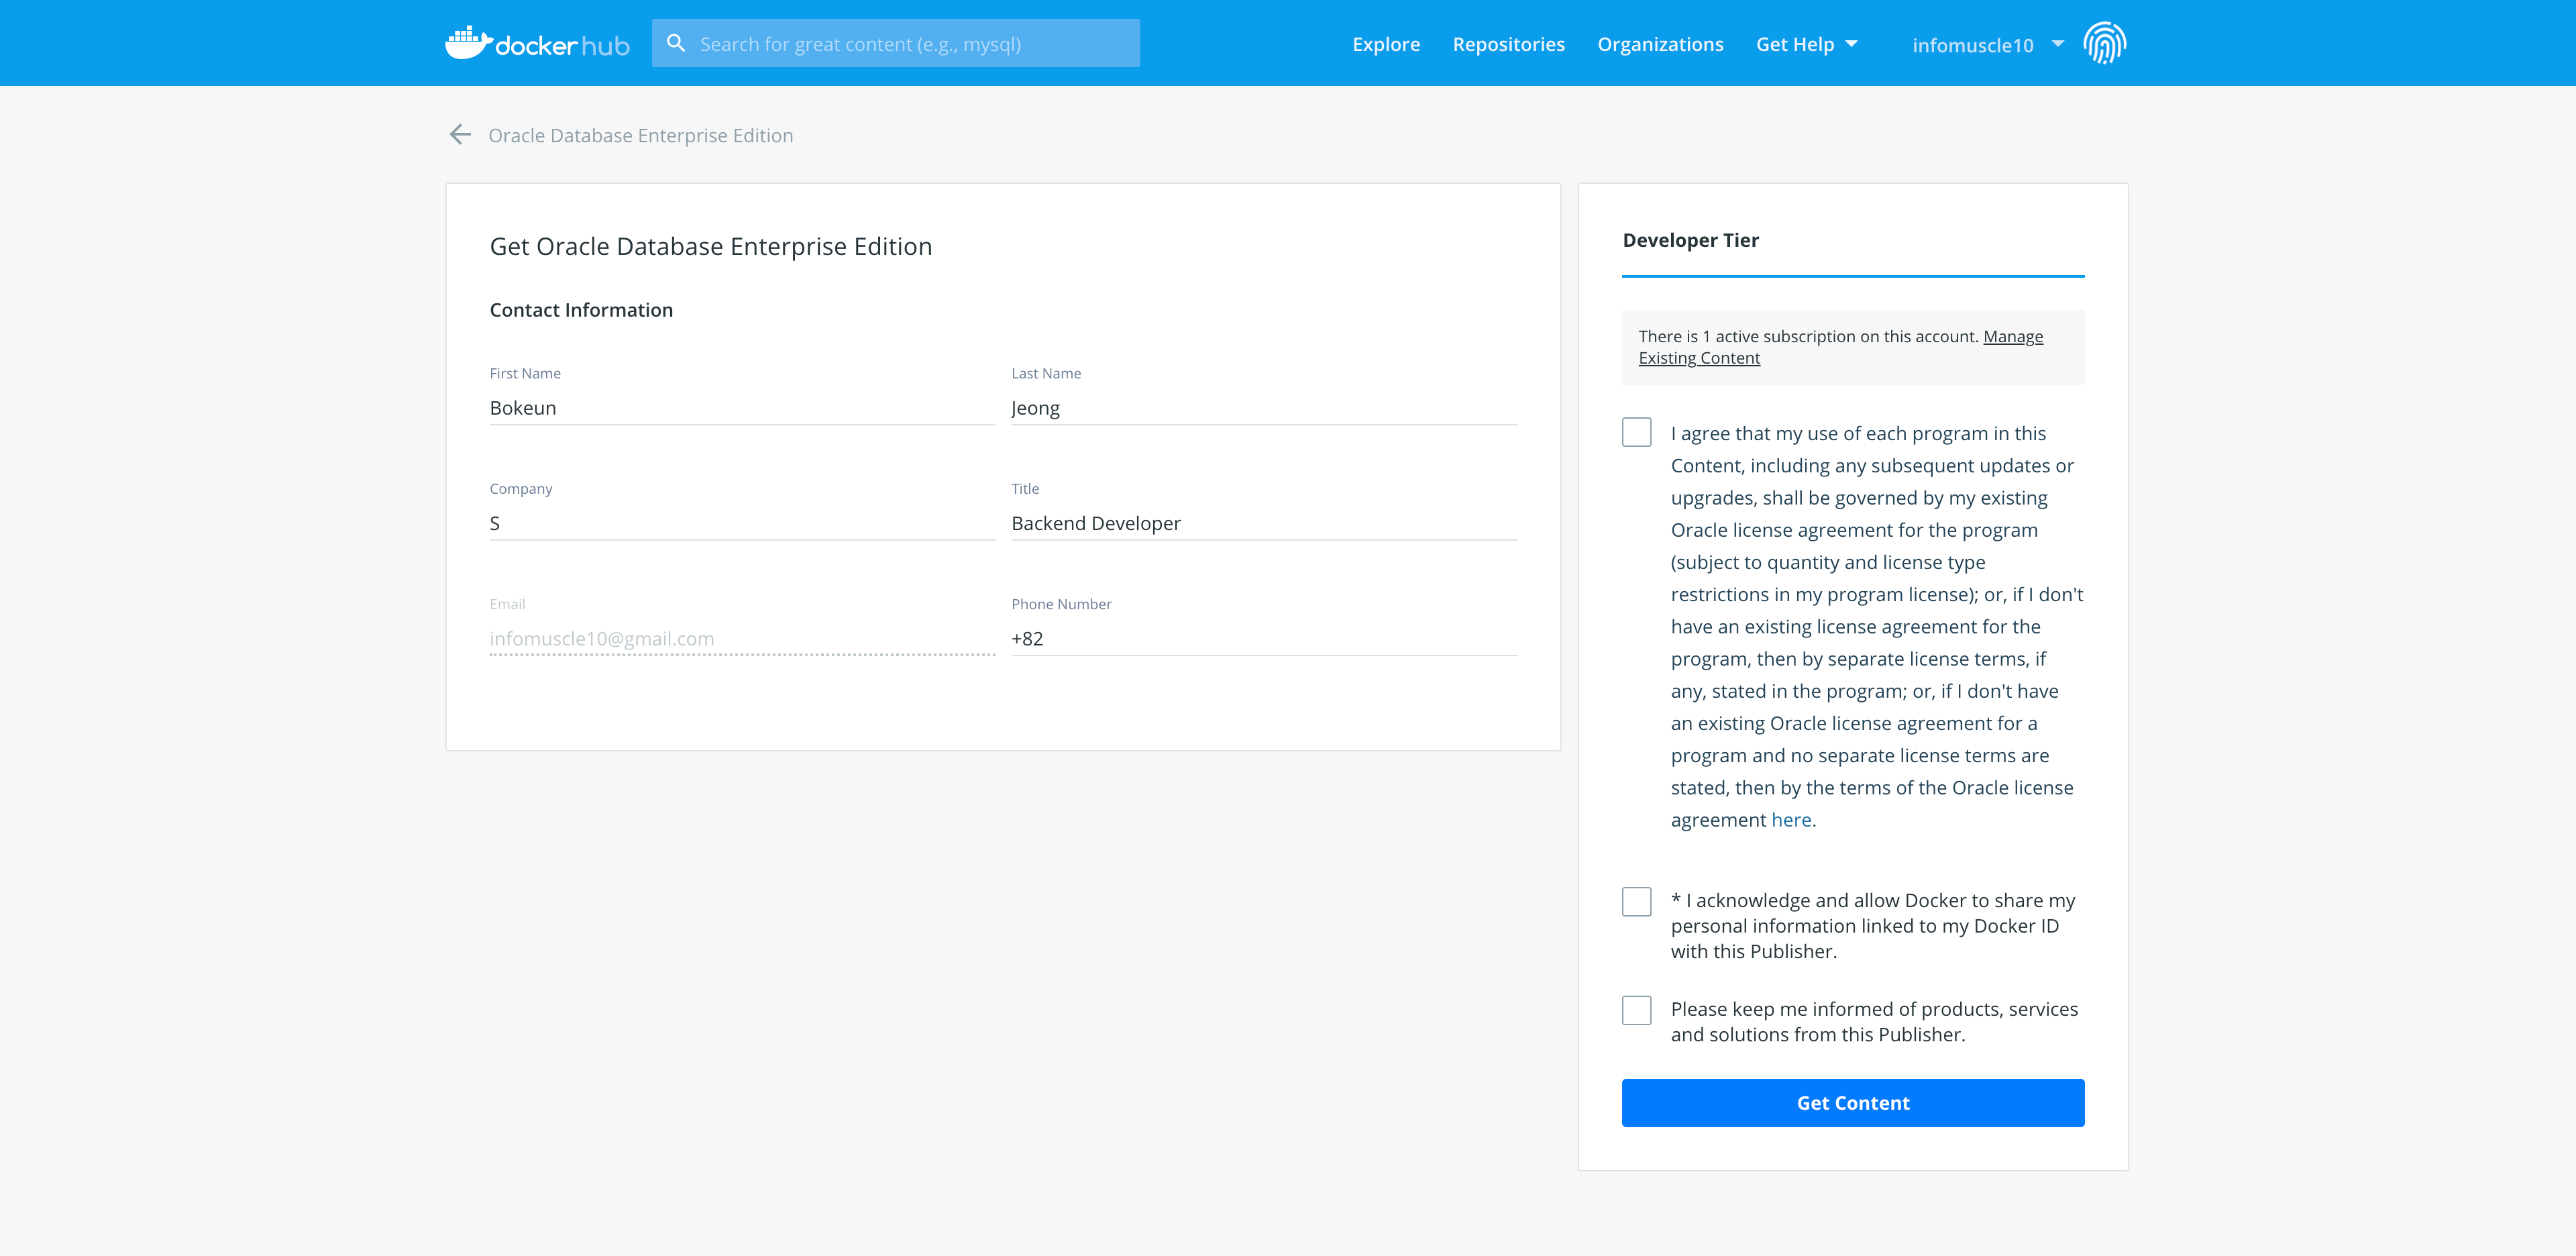 dockerhub
Search for great content (e.g., mysql)
Explore
Repositories
Organizations
Get Help
infomuscle10
Oracle Database Enterprise Edition
Get Oracle Database Enterprise Edition
Contact Information
First Name
Last Name
Bokeun
Jeong
Company
Title
S
Backend Developer
Email
Phone Number
infomuscle10@gmail.com
+82
Developer Tier
There is 1 active subscription on this account. Manage
Existing Content
I agree that my use of each program in this
Content, including any subsequent updates or
upgrades, shall be governed by my existing
Oracle license agreement for the program
(subject to quantity and license type
restrictions in my program license); or, if I don't
have an existing license agreement for the
program, then by separate license terms, if
any, stated in the program; or, if I don't have
an existing Oracle license agreement for a
program and no separate license terms are
stated, then by the terms of the Oracle license
agreement here.
* I acknowledge and allow Docker to share my
personal information linked to my Docker ID
with this Publisher.
Please keep me informed of products, services
and solutions from this Publisher.
Get Content